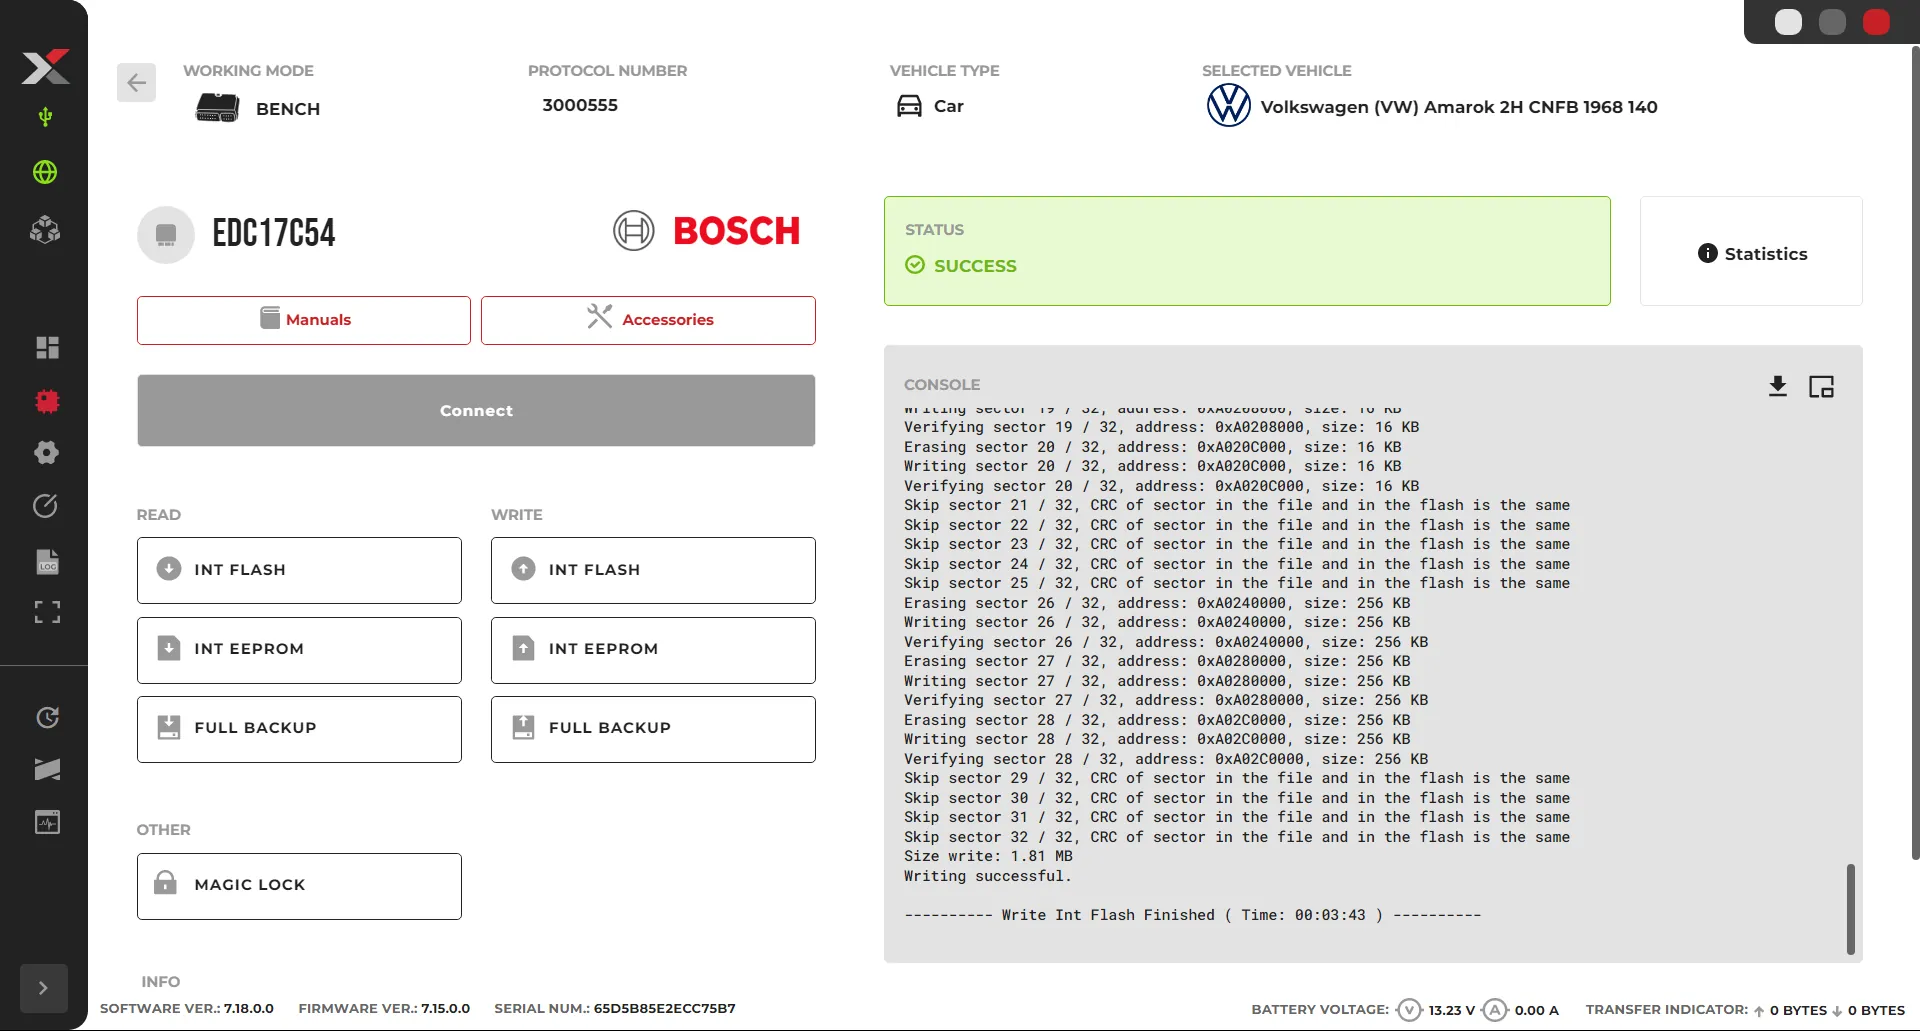 WORKING MODE
BENCH
PROTOCOL NUMBER
3000555
VEHICLE TYPE
Car
SELECTED VEHICLE
Volkswagen (VW) Amarok 2H CNFB 1968 140
EDC17C54
BOSCH
Manuals
Accessories
Connect
READ
WRITE
INT FLASH
INT FLASH
INT EEPROM
INT EEPROM
FULL BACKUP
FULL BACKUP
OTHER
MAGIC LOCK
LOG
STATUS
SUCCESS
Statistics
CONSOLE
Writing sector 19 / 32, address: 0xA0208000, size: 16 KB
Verifying sector 19 / 32, address: 0xA0208000, size: 16 KB
Erasing sector 20 / 32, address: 0xA020C000, size: 16 KB
Writing sector 20 / 32, address: 0xA020C000, size: 16 KB
Verifying sector 20 / 32, address: 0xA020C000, size: 16 KB
Skip sector 21 / 32, CRC of sector in the file and in the flash is the same
Skip sector 22 / 32, CRC of sector in the file and in the flash is the same
Skip sector 23 / 32, CRC of sector in the file and in the flash is the same
Skip sector 24 / 32, CRC of sector in the file and in the flash is the same
Skip sector 25 / 32, CRC of sector in the file and in the flash is the same
Erasing sector 26 / 32, address: 0xA0240000, size: 256 KB
Writing sector 26 / 32, address: 0xA0240000, size: 256 KB
Verifying sector 26 / 32, address: 0xA0240000, size: 256 KB
Erasing sector 27 / 32, address: 0xA0280000, size: 256 KB
Writing sector 27 / 32, address: 0xA0280000, size: 256 KB
Verifying sector 27 / 32, address: 0xA0280000, size: 256 KB
Erasing sector 28 / 32, address: 0xA02C0000, size: 256 KB
Writing sector 28 / 32, address: 0xA02C0000, size: 256 KB
Verifying sector 28 / 32, address: 0xA02C0000, size: 256 KB
Skip sector 29 / 32, CRC of sector in the file and in the flash is the same
Skip sector 30 / 32, CRC of sector in the file and in the flash is the same
Skip sector 31 / 32, CRC of sector in the file and in the flash is the same
Skip sector 32 / 32, CRC of sector in the file and in the flash is the same
Size write: 1.81 MB
Writing successful.
---------- Write Int Flash Finished ( Time: 00:03:43 ) ----------
INFO
SOFTWARE VER.: 7.18.0.0 FIRMWARE VER.: 7.15.0.0 SERIAL NUM.: 65D5B85E2ECC75B7
BATTERY VOLTAGE: V 13.23 V A 0.00 A TRANSFER INDICATOR: 0 BYTES 0 BYTES